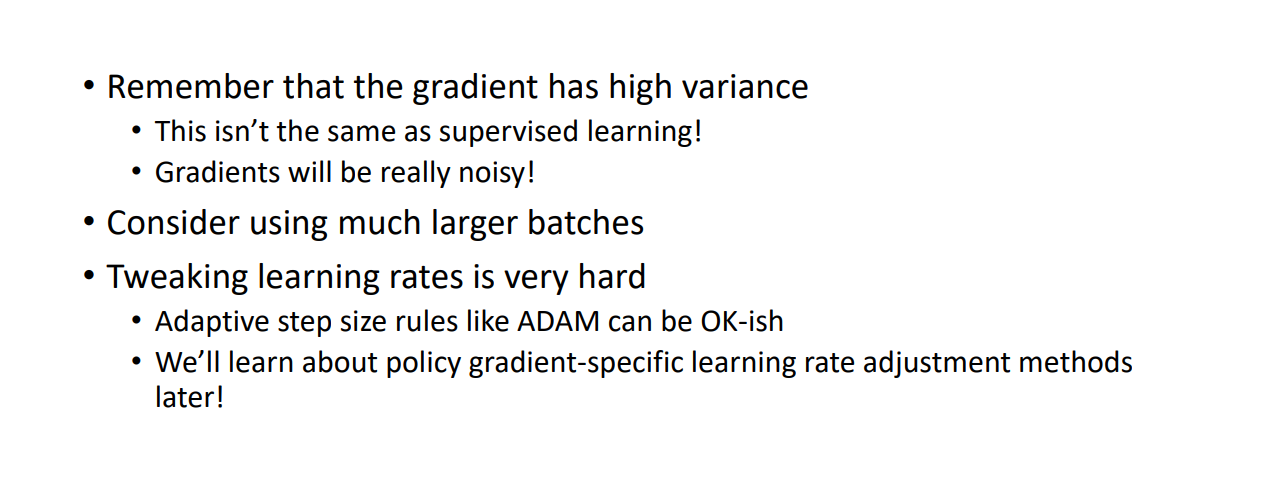 • Remember that the gradient has high variance
• This isn’t the same as supervised learning!
• Gradients will be really noisy!
• Consider using much larger batches
• Tweaking learning rates is very hard
• Adaptive step size rules like ADAM can be OK-ish
• We’ll learn about policy gradient-specific learning rate adjustment methods
later!